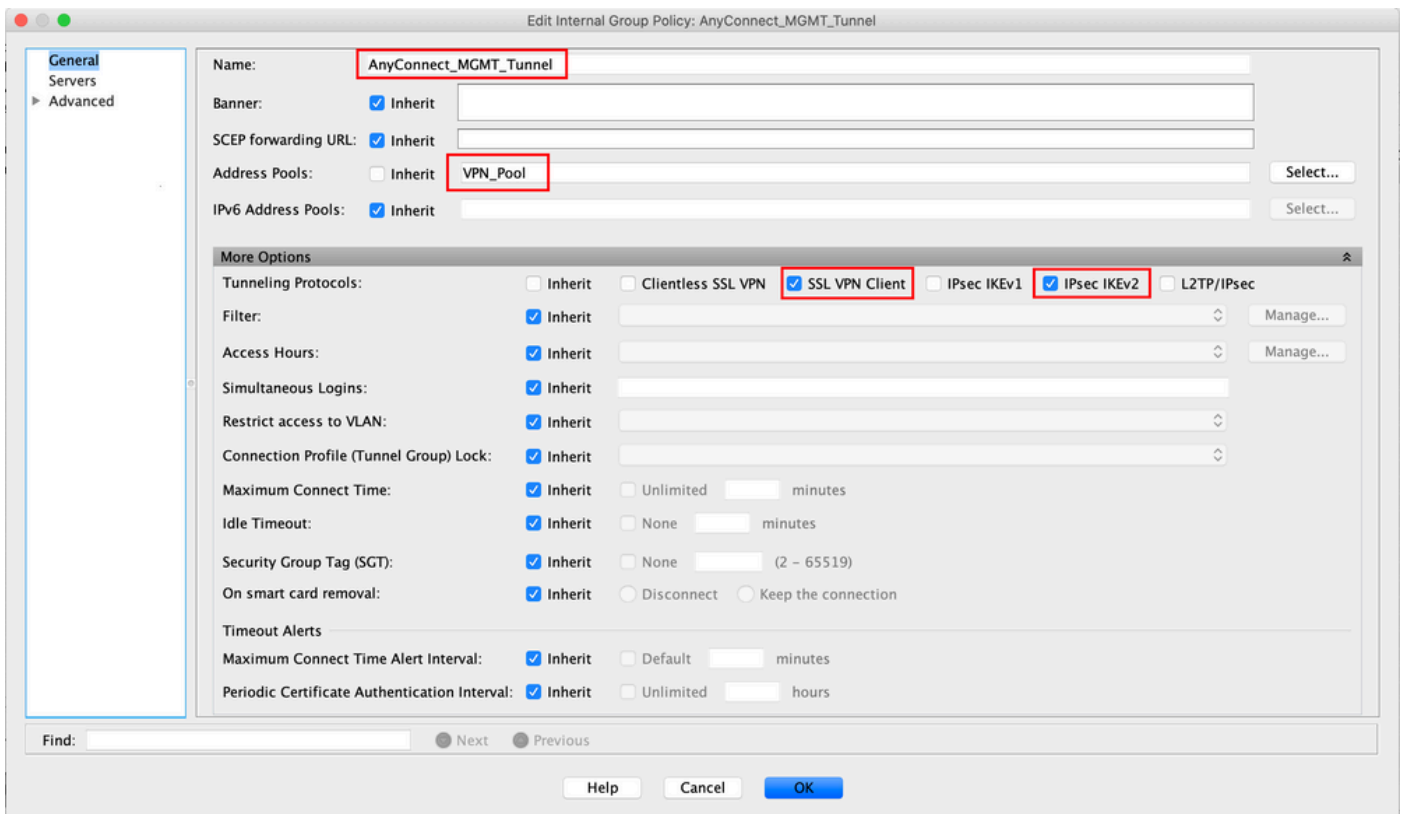 Edit Internal Group Policy: AnyConnect_MGMT_Tunnel
General
Servers
Advanced
Name: AnyConnect_MGMT_Tunnel
Banner: Inherit
SCEP forwarding URL: Inherit
Address Pools: Inherit VPN_Pool Select...
IPv6 Address Pools: Inherit Select...
More Options
Tunneling Protocols: Inherit Clientless SSL VPN SSL VPN Client IPsec IKEv1 IPsec IKEv2 L2TP/IPsec
Filter: Inherit Manage...
Access Hours: Inherit Manage...
Simultaneous Logins: Inherit
Restrict access to VLAN: Inherit
Connection Profile (Tunnel Group) Lock: Inherit
Maximum Connect Time: Inherit Unlimited minutes
Idle Timeout: Inherit None minutes
Security Group Tag (SGT): Inherit None (2 - 65519)
On smart card removal: Inherit Disconnect Keep the connection
Timeout Alerts
Maximum Connect Time Alert Interval: Inherit Default minutes
Periodic Certificate Authentication Interval: Inherit Unlimited hours
Find: Next Previous
Help Cancel OK